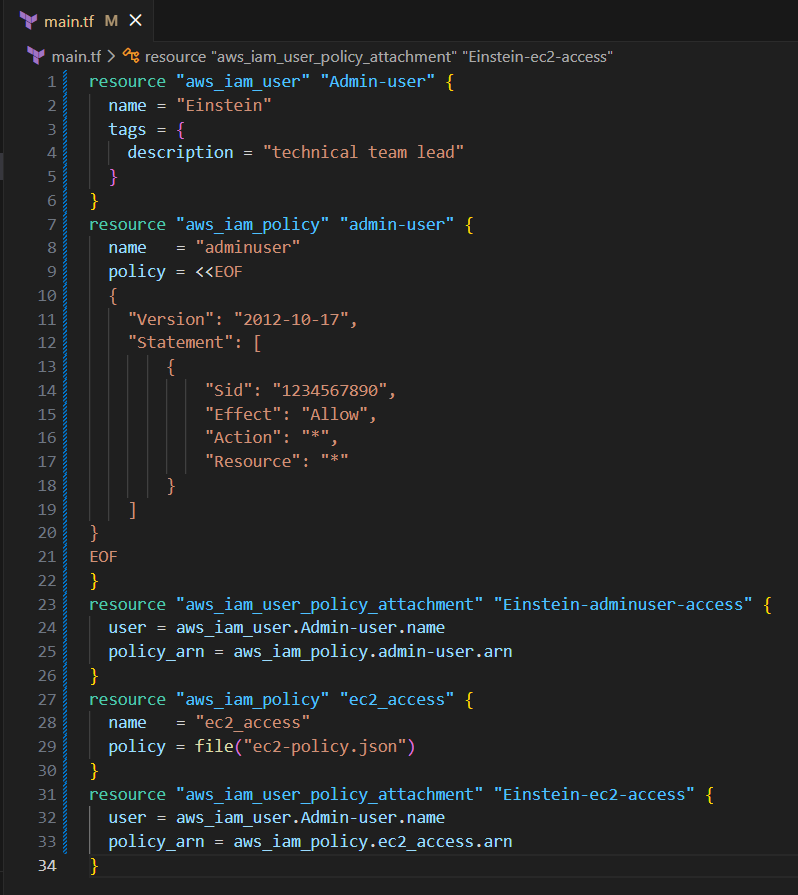 main.tf M ✕
main.tf > resource "aws_iam_user_policy_attachment" "Einstein-ec2-access"
1 resource "aws_iam_user" "Admin-user" {
2   name = "Einstein"
3   tags = {
4     description = "technical team lead"
5   }
6 }
7 resource "aws_iam_policy" "admin-user" {
8   name   = "adminuser"
9   policy = <<EOF
10   {
11     "Version": "2012-10-17",
12     "Statement": [
13         {
14             "Sid": "1234567890",
15             "Effect": "Allow",
16             "Action": "*",
17             "Resource": "*"
18         }
19     ]
20 }
21 EOF
22 }
23 resource "aws_iam_user_policy_attachment" "Einstein-adminuser-access" {
24   user = aws_iam_user.Admin-user.name
25   policy_arn = aws_iam_policy.admin-user.arn
26 }
27 resource "aws_iam_policy" "ec2_access" {
28   name   = "ec2_access"
29   policy = file("ec2-policy.json")
30 }
31 resource "aws_iam_user_policy_attachment" "Einstein-ec2-access" {
32   user = aws_iam_user.Admin-user.name
33   policy_arn = aws_iam_policy.ec2_access.arn
34 }